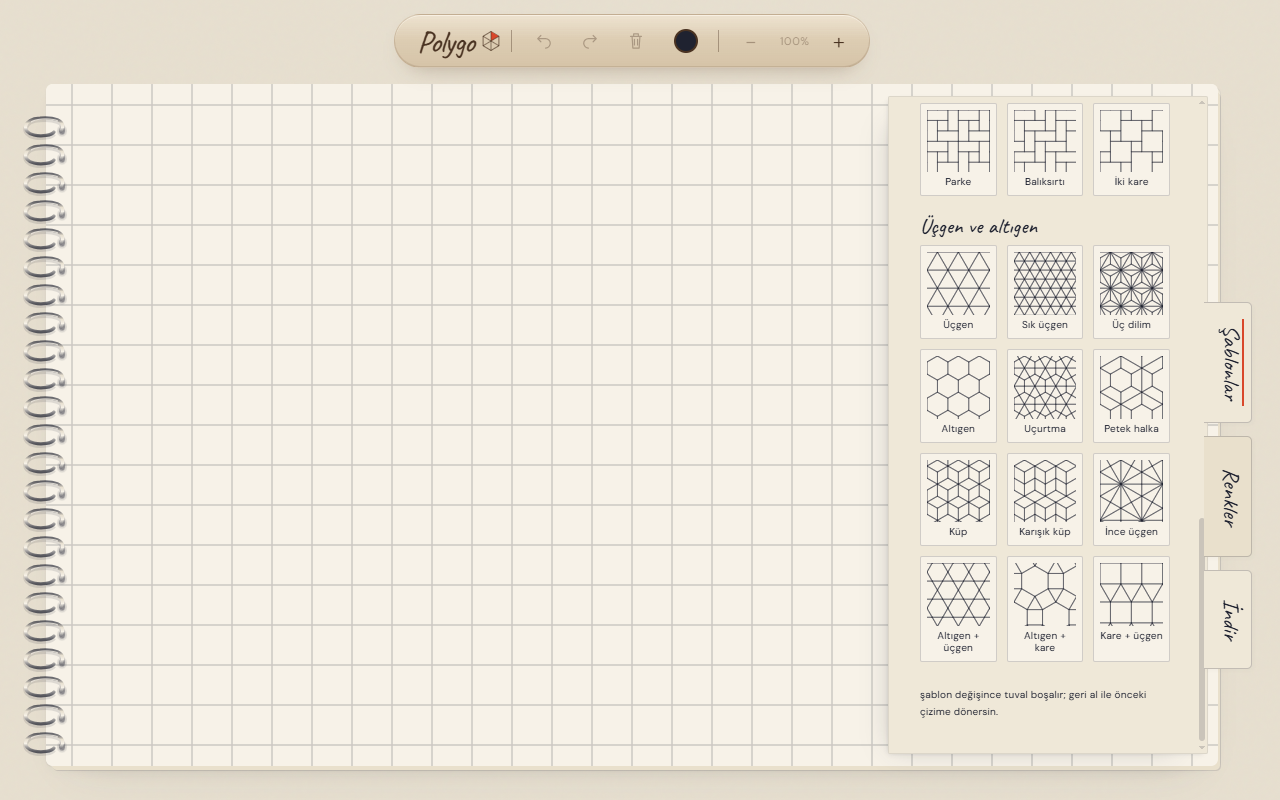 Polygo
100%
Parke
Balıksırtı
İki kare
Üçgen ve altıgen
Üçgen
Sık üçgen
Üç dilim
Altıgen
Uçurtma
Petek halka
Küp
Karışık küp
İnce üçgen
Altıgen +
üçgen
Altıgen +
kare
Kare + üçgen
şablon değişince tuval boşalır; geri al ile önceki
çizime dönersin.
Şablonlar
Renkler
İndir